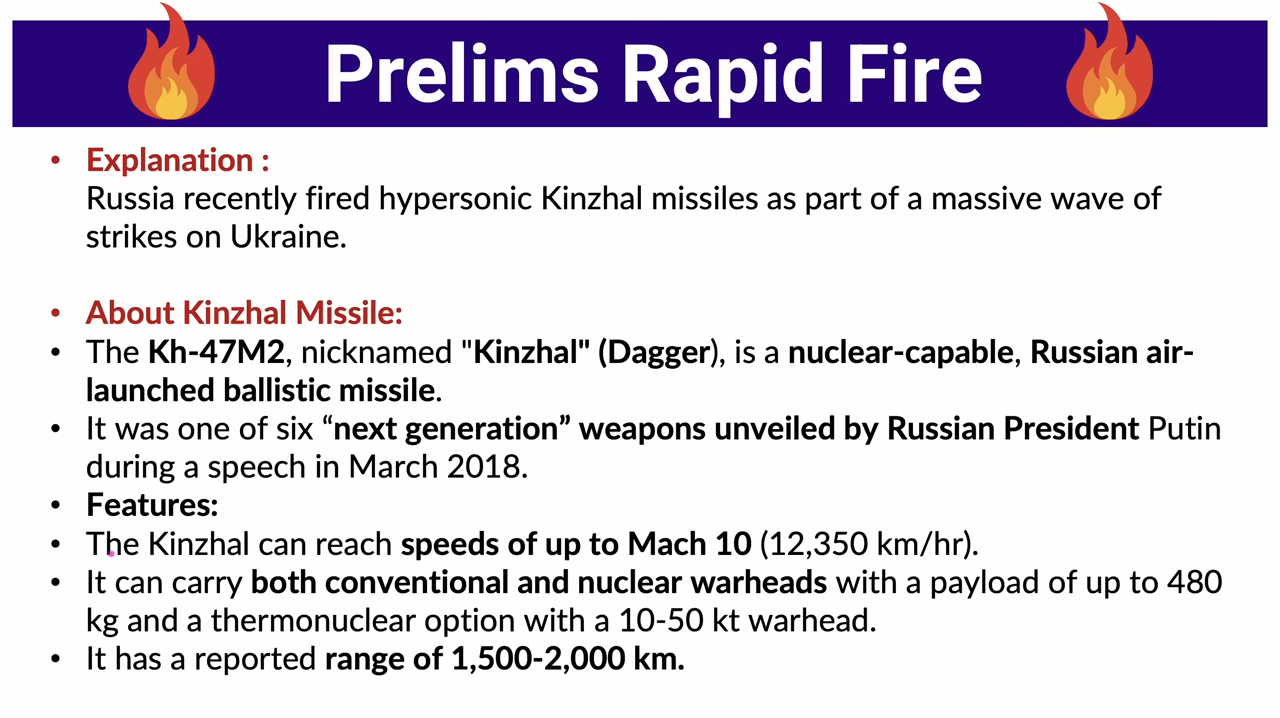 Prelims Rapid Fire
• Explanation :
Russia recently fired hypersonic Kinzhal missiles as part of a massive wave of
strikes on Ukraine.
• About Kinzhal Missile:
• The Kh-47M2, nicknamed "Kinzhal" (Dagger), is a nuclear-capable, Russian air-
launched ballistic missile.
• It was one of six “next generation” weapons unveiled by Russian President Putin
during a speech in March 2018.
• Features:
• The Kinzhal can reach speeds of up to Mach 10 (12,350 km/hr).
• It can carry both conventional and nuclear warheads with a payload of up to 480
kg and a thermonuclear option with a 10-50 kt warhead.
• It has a reported range of 1,500-2,000 km.